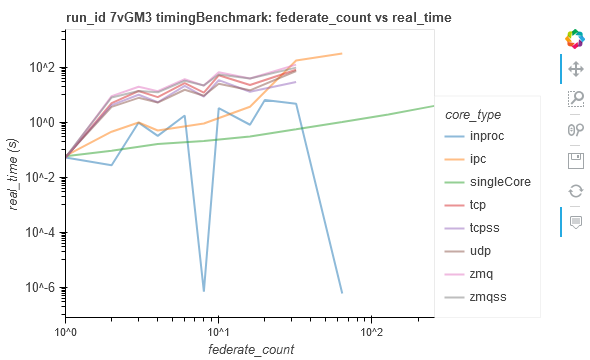 run_id 7vGM3 timingBenchmark: federate_count vs real_time
real_time (s)
10^2
10^0
10^-2
10^-4
10^-6
10^0
10^1
10^2
federate_count
core_type
inproc
ipc
singleCore
tcp
tcpss
udp
zmq
zmqss